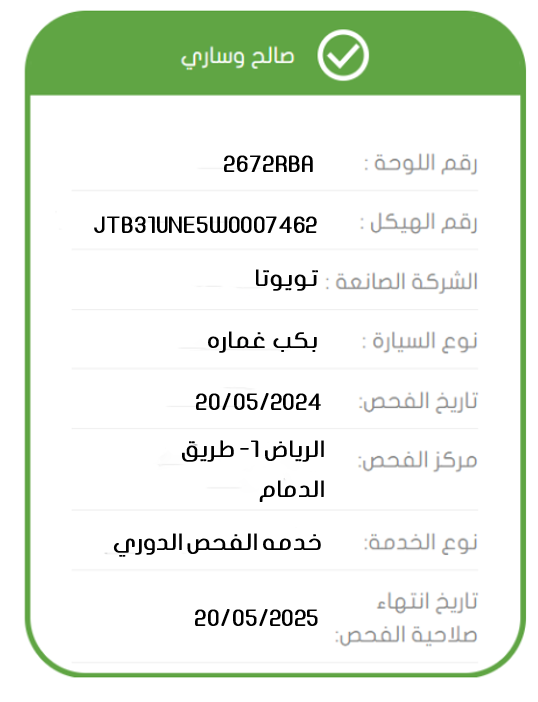 صالح وساري
رقم اللوحة : 2672RBA
رقم الهيكل : JTB31UNE5W0007462
الشركة الصانعة : تويوتا
نوع السيارة : بكب غماره
تاريخ الفحص: 20/05/2024
مركز الفحص: الرياض 1- طريق
الدمام
نوع الخدمة: خدمه الفحص الدوري
تاريخ انتهاء
صلاحية الفحص: 20/05/2025